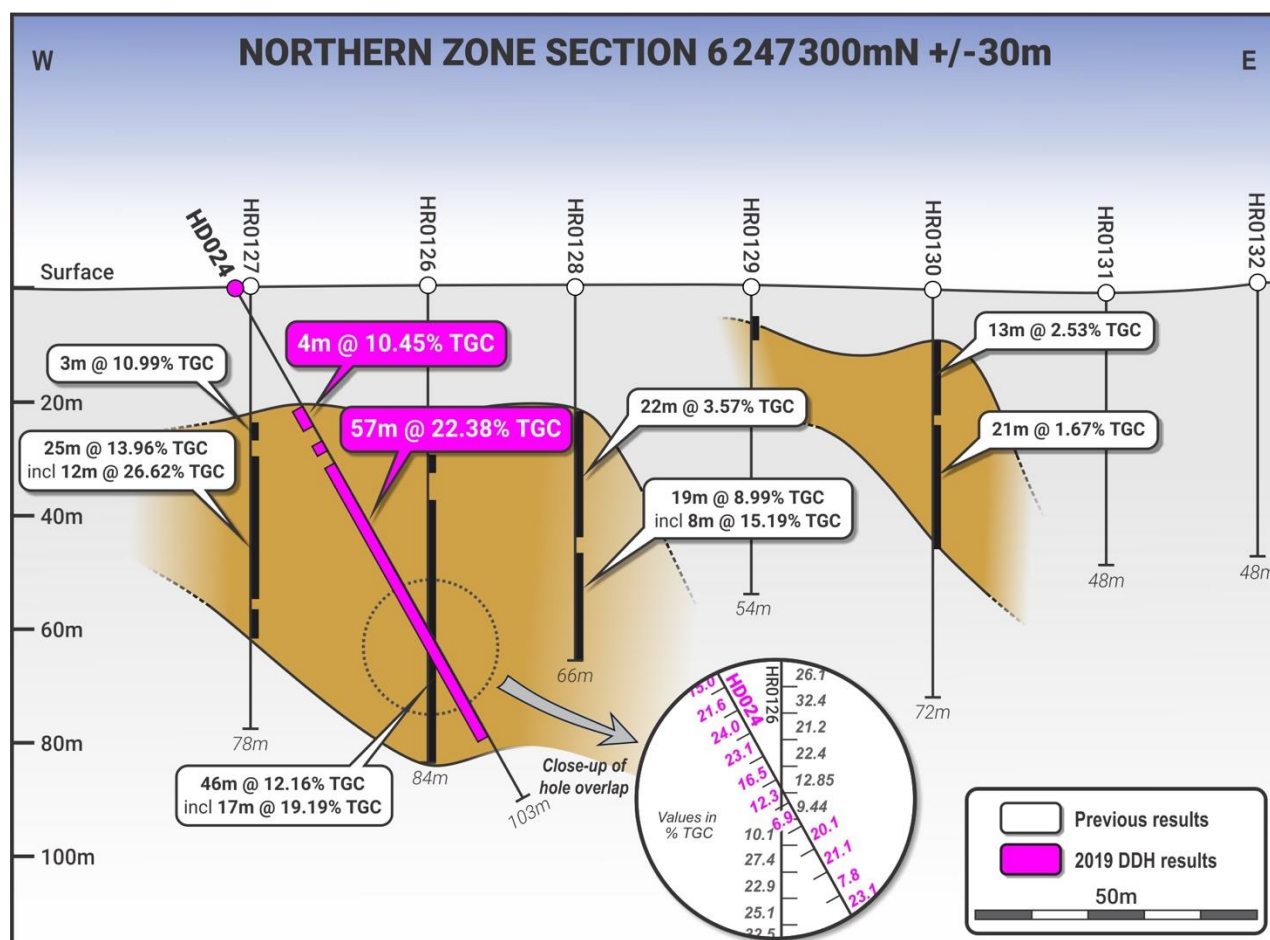 NORTHERN ZONE SECTION 6 247300mN +/-30m
W
E
HD024
HR0127
HR0126
HR0128
HR0129
HR0130
HR0131
HR0132
Surface
4m @ 10.45% TGC
13m @ 2.53% TGC
3m @ 10.99% TGC
20m
22m @ 3.57% TGC
57m @ 22.38% TGC
21m @ 1.67% TGC
25m @ 13.96% TGC
incl 12m @ 26.62% TGC
19m @ 8.99% TGC
incl 8m @ 15.19% TGC
40m
48m
48m
54m
60m
66m
72m
78m
80m
84m
103m
46m @ 12.16% TGC
incl 17m @ 19.19% TGC
Close-up of
hole overlap
HD024
HR0126
15.0
21.6
24.0
23.1
16.5
12.3
6.9
20.1
21.1
7.8
23.1
26.1
32.4
21.2
22.4
12.85
9.44
10.1
27.4
22.9
25.1
22.5
Values in
% TGC
100m
Previous results
2019 DDH results
50m